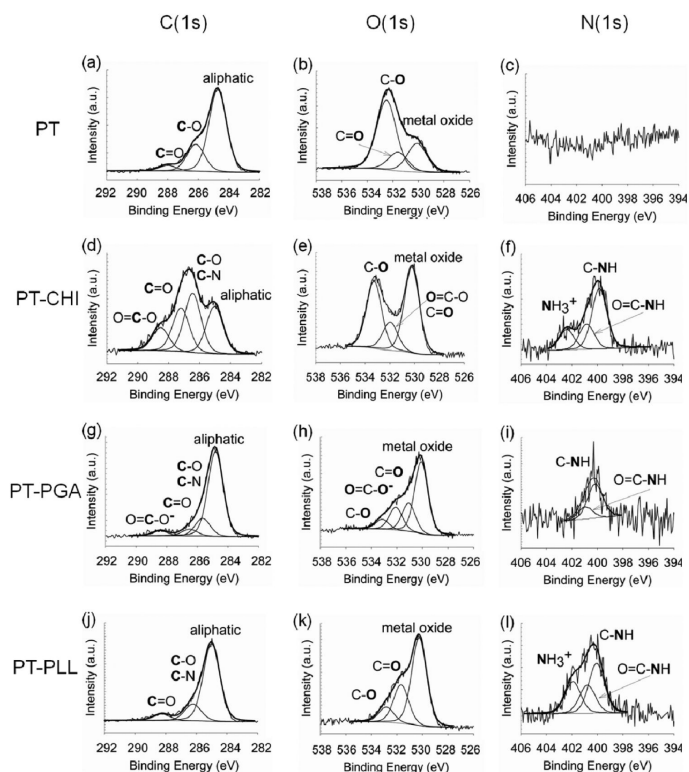 C(1s) O(1s) N(1s)
PT
(a)
aliphatic
C-O
C=O
Intensity (a.u.)
292 290 288 286 284 282
Binding Energy (eV)
(b)
C-O
metal oxide
C=O
Intensity (a.u.)
538 536 534 532 530 528 526
Binding Energy (eV)
(c)
Intensity (a.u.)
406 404 402 400 398 396 394
Binding Energy (eV)
PT-CHI
(d)
C-O
C-N
C=O
aliphatic
O=C-O
Intensity (a.u.)
292 290 288 286 284 282
Binding Energy (eV)
(e)
metal oxide
C-O
O=C-O
C=O
Intensity (a.u.)
538 536 534 532 530 528 526
Binding Energy (eV)
(f)
C-NH
NH3+
O=C-NH
Intensity (a.u.)
406 404 402 400 398 396 394
Binding Energy (eV)
PT-PGA
(g)
aliphatic
C-O
C-N
C=O
O=C-O-
Intensity (a.u.)
292 290 288 286 284 282
Binding Energy (eV)
(h)
metal oxide
C=O
O=C-O-
C-O
Intensity (a.u.)
538 536 534 532 530 528 526
Binding Energy (eV)
(i)
C-NH
O=C-NH
Intensity (a.u.)
406 404 402 400 398 396 394
Binding Energy (eV)
PT-PLL
(j)
aliphatic
C-O
C-N
C=O
Intensity (a.u.)
292 290 288 286 284 282
Binding Energy (eV)
(k)
metal oxide
C=O
C-O
Intensity (a.u.)
538 536 534 532 530 528 526
Binding Energy (eV)
(l)
C-NH
NH3+
O=C-NH
Intensity (a.u.)
406 404 402 400 398 396 394
Binding Energy (eV)